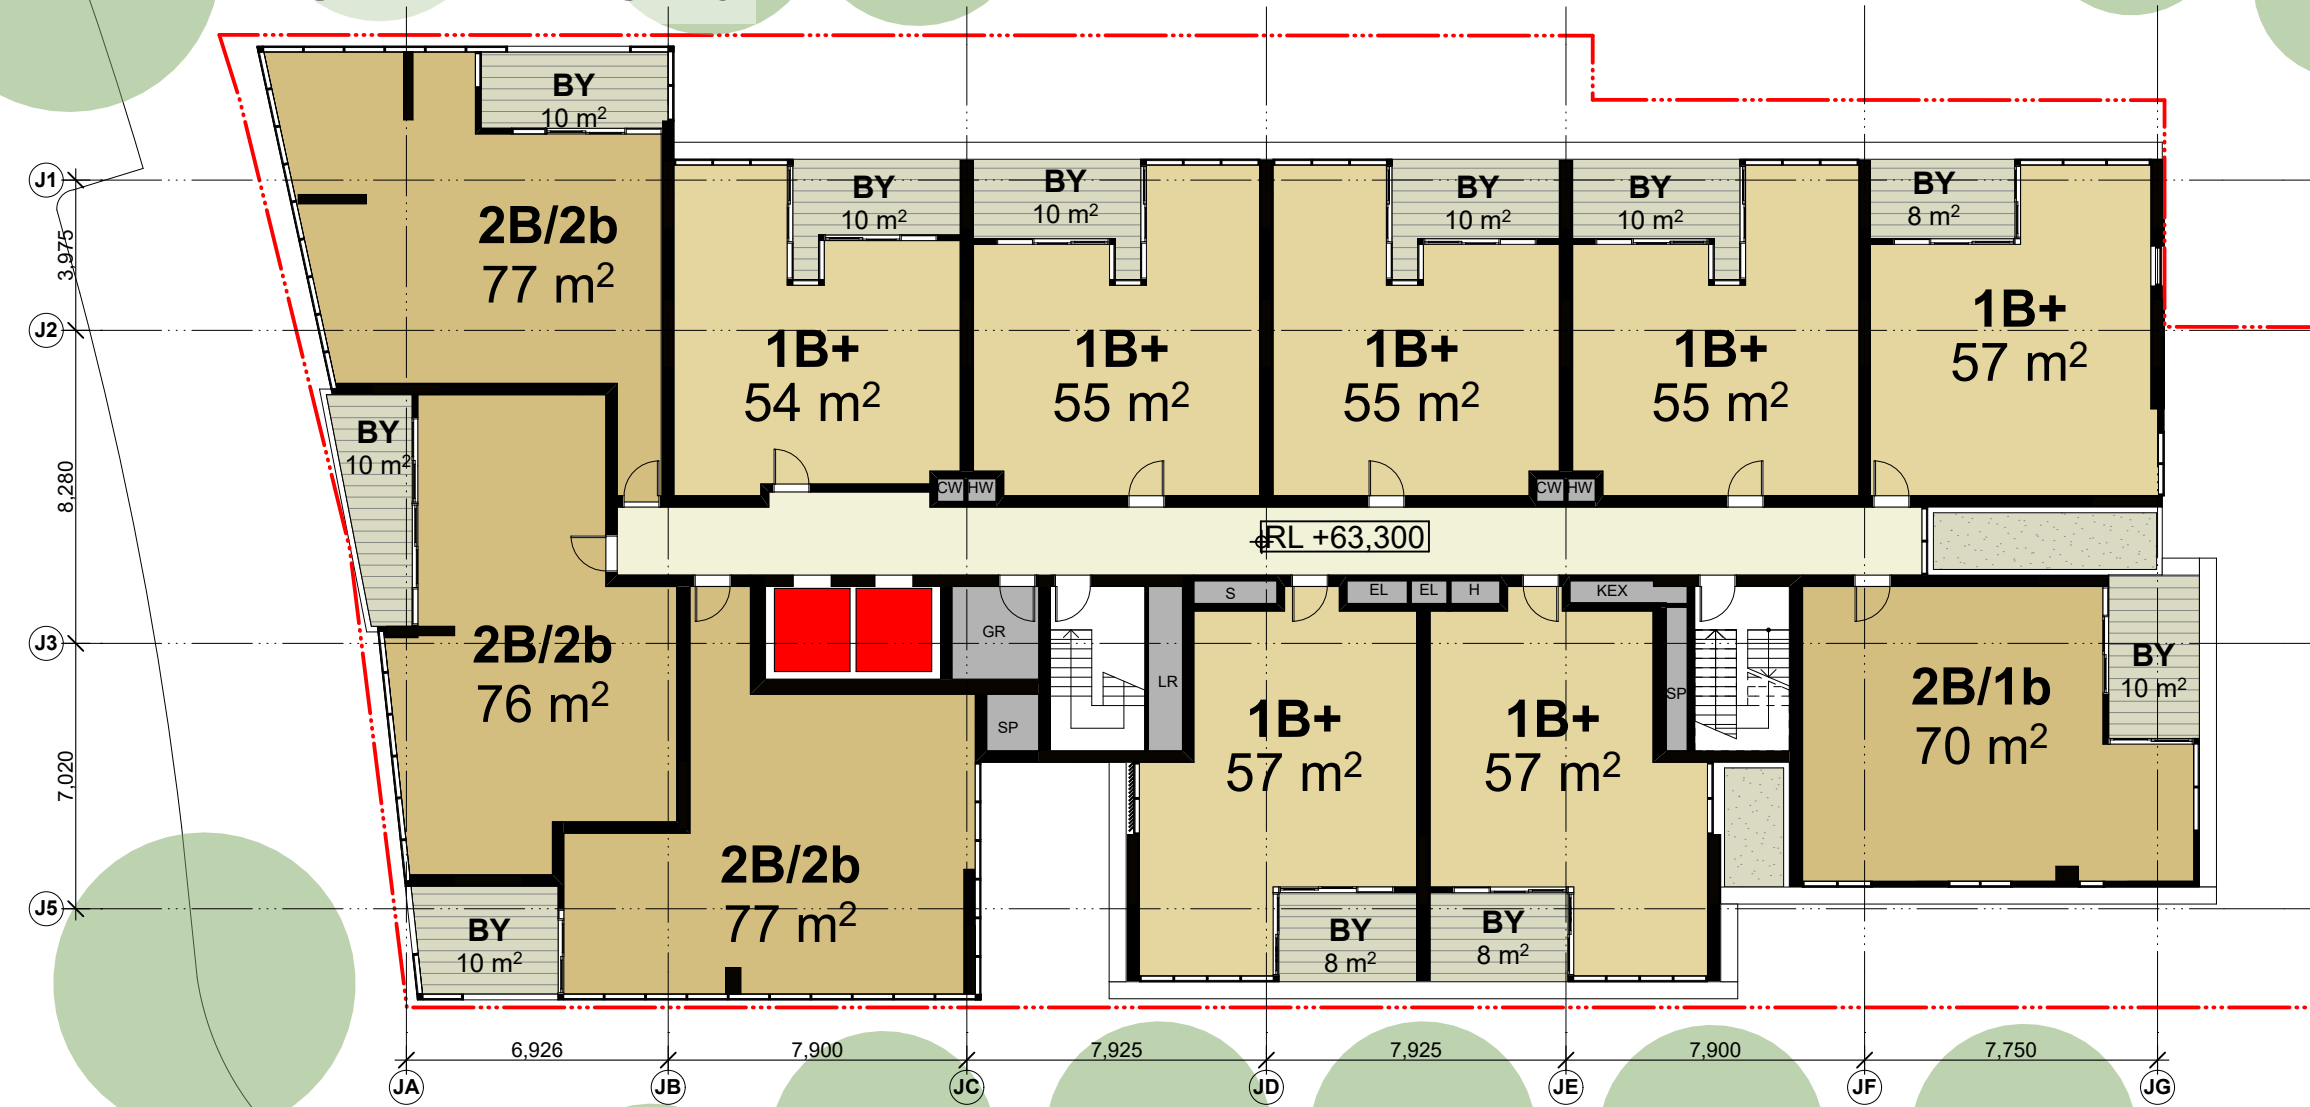 BY
10 m²
J1
BY
10 m²
BY
10 m²
BY
10 m²
BY
10 m²
BY
8 m²
2B/2b
77 m²
3,975
J2
1B+
54 m²
1B+
55 m²
1B+
55 m²
1B+
55 m²
1B+
57 m²
BY
10 m²
8,280
CW
HW
CW
HW
RL +63,300
S
EL
EL
H
KEX
GR
J3
2B/2b
76 m²
LR
SP
SP
1B+
57 m²
1B+
57 m²
2B/1b
70 m²
BY
10 m²
7,020
2B/2b
77 m²
J5
BY
10 m²
BY
8 m²
BY
8 m²
6,926
7,900
7,925
7,925
7,900
7,750
JA
JB
JC
JD
JE
JF
JG